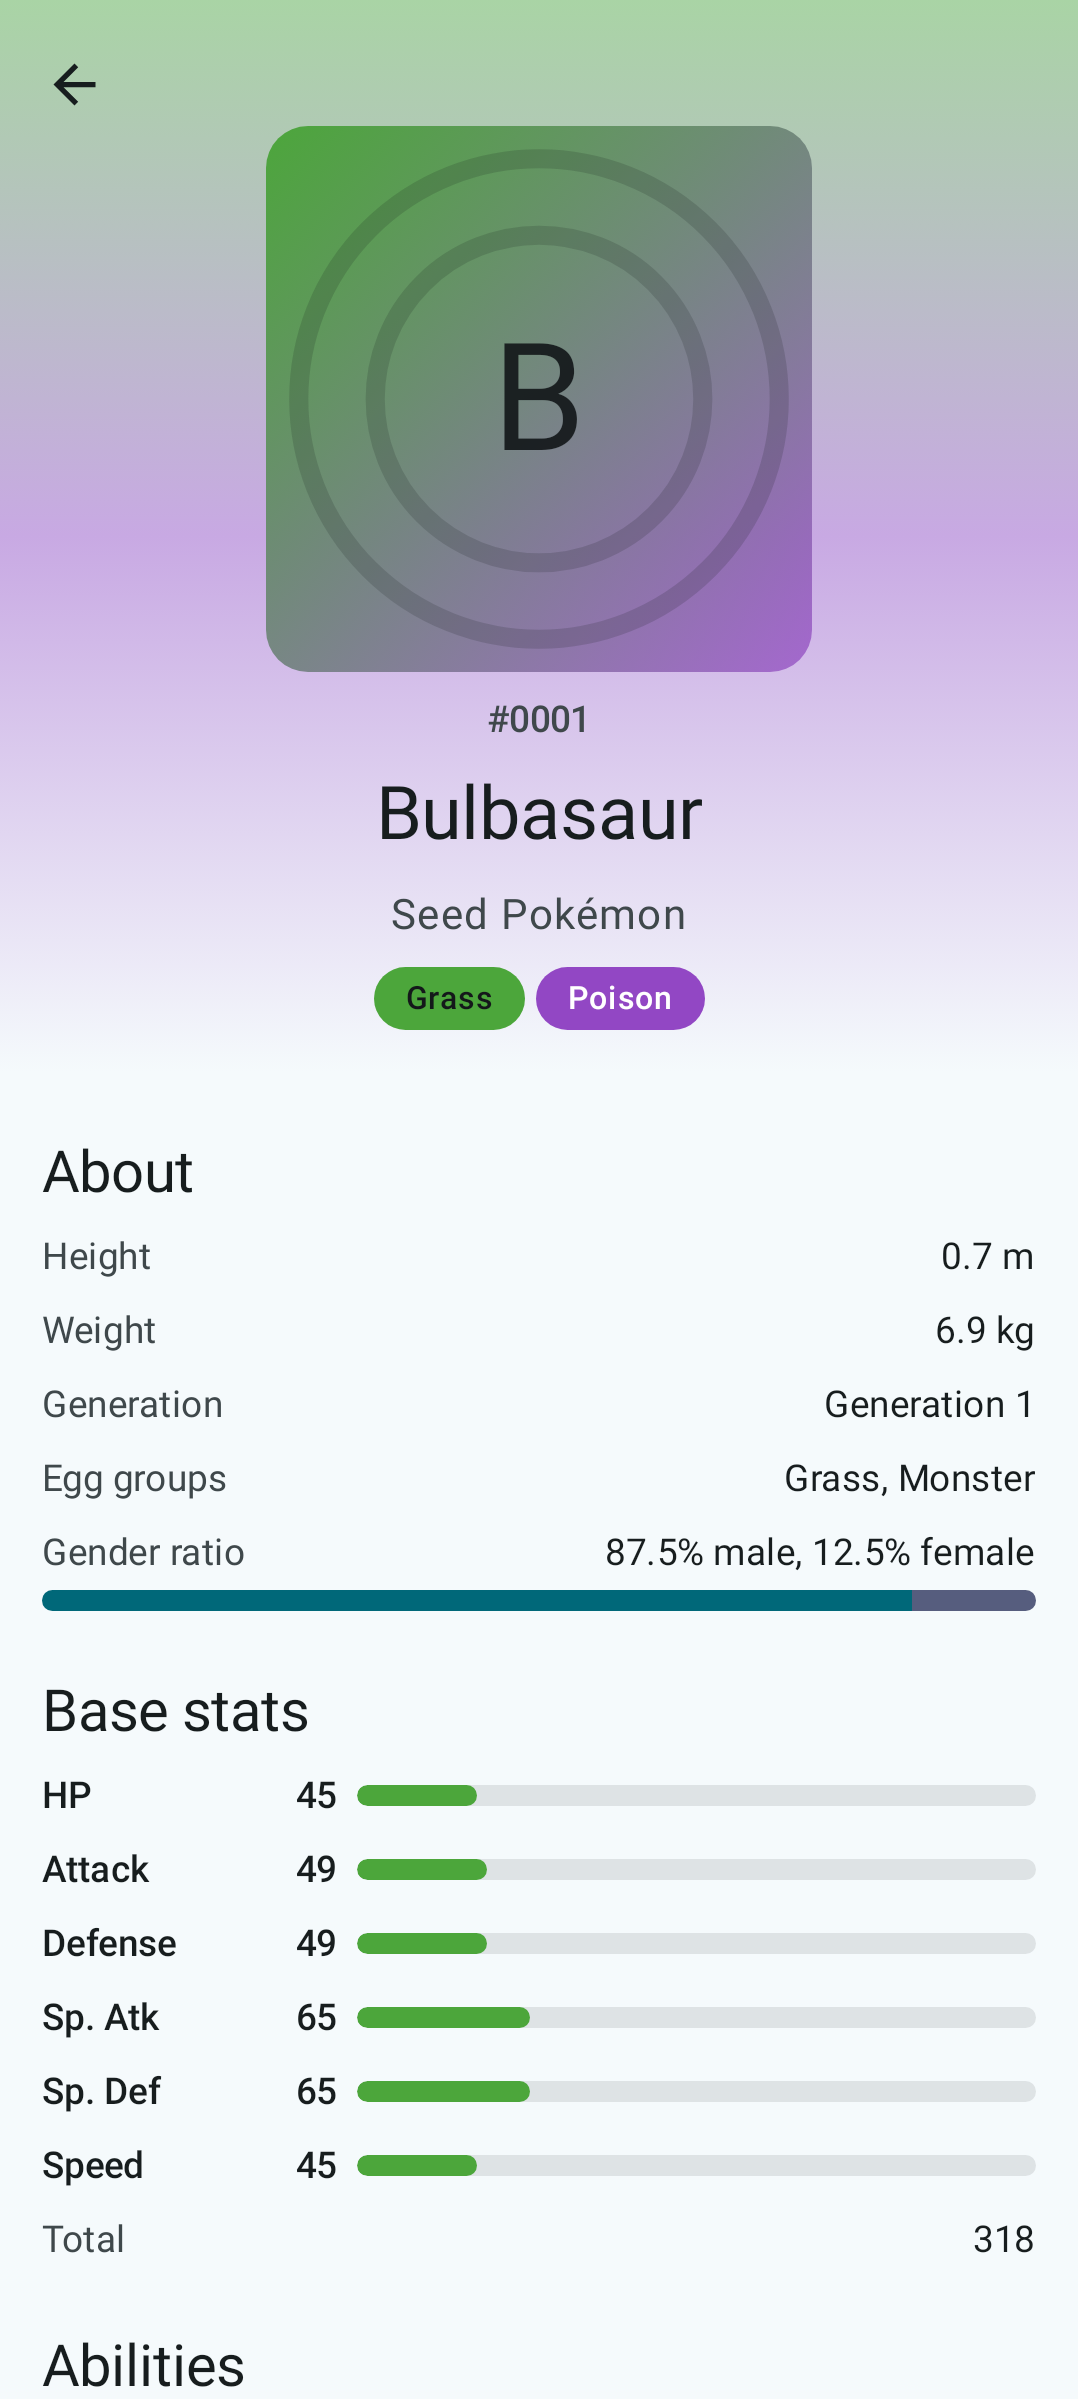 B
#0001
Bulbasaur
Seed Pokémon
Grass Poison
About
Height 0.7 m
Weight 6.9 kg
Generation Generation 1
Egg groups Grass, Monster
Gender ratio 87.5% male, 12.5% female
Base stats
HP 45
Attack 49
Defense 49
Sp. Atk 65
Sp. Def 65
Speed 45
Total 318
Abilities